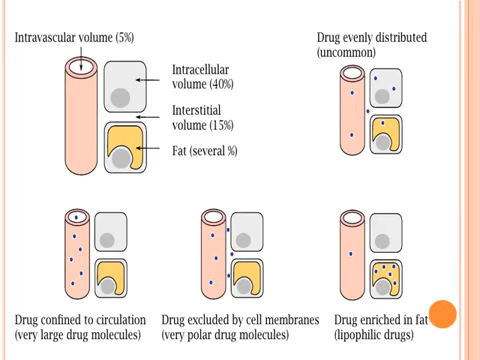 Intravascular volume (5%)
Intracellular
volume (40%)
Interstitial
volume (15%)
Fat (several %)
Drug evenly distributed
(uncommon)
Drug confined to circulation
(very large drug molecules)
Drug excluded by cell membranes
(very polar drug molecules)
Drug enriched in fat
(lipophilic drugs)